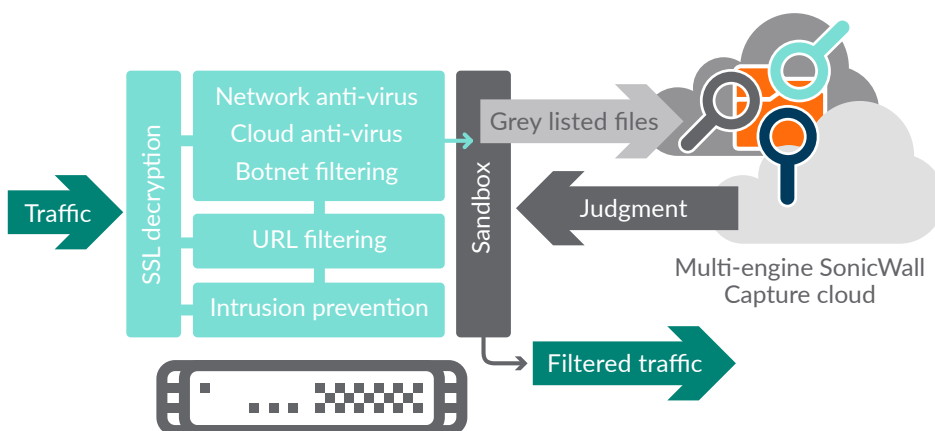 Traffic
SSL decryption
Network anti-virus
Cloud anti-virus
Botnet filtering
URL filtering
Intrusion prevention
Sandbox
Grey listed files
Judgment
Multi-engine SonicWall
Capture cloud
Filtered traffic